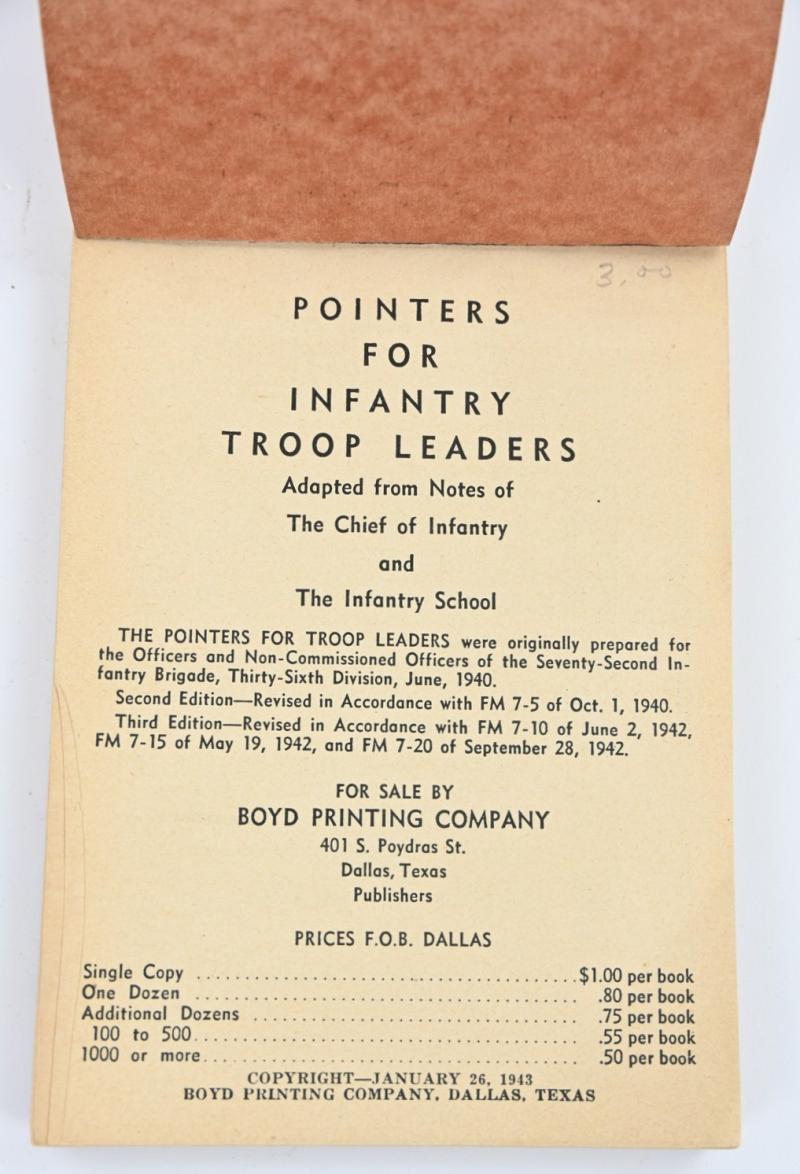 3.00
POINTERS
FOR
INFANTRY
TROOP LEADERS
Adapted from Notes of
The Chief of Infantry
and
The Infantry School
THE POINTERS FOR TROOP LEADERS were originally prepared for
the Officers and Non-Commissioned Officers of the Seventy-Second In-
fantry Brigade, Thirty-Sixth Division, June, 1940.
Second Edition—Revised in Accordance with FM 7-5 of Oct. 1, 1940.
Third Edition—Revised in Accordance with FM 7-10 of June 2, 1942,
FM 7-15 of May 19, 1942, and FM 7-20 of September 28, 1942.
FOR SALE BY
BOYD PRINTING COMPANY
401 S. Poydras St.
Dallas, Texas
Publishers
PRICES F.O.B. DALLAS
Single Copy ........................................ $1.00 per book
One Dozen ........................................ .80 per book
Additional Dozens .................................. .75 per book
100 to 500 ........................................ .55 per book
1000 or more ...................................... .50 per book
COPYRIGHT—JANUARY 26, 1943
BOYD PRINTING COMPANY, DALLAS, TEXAS